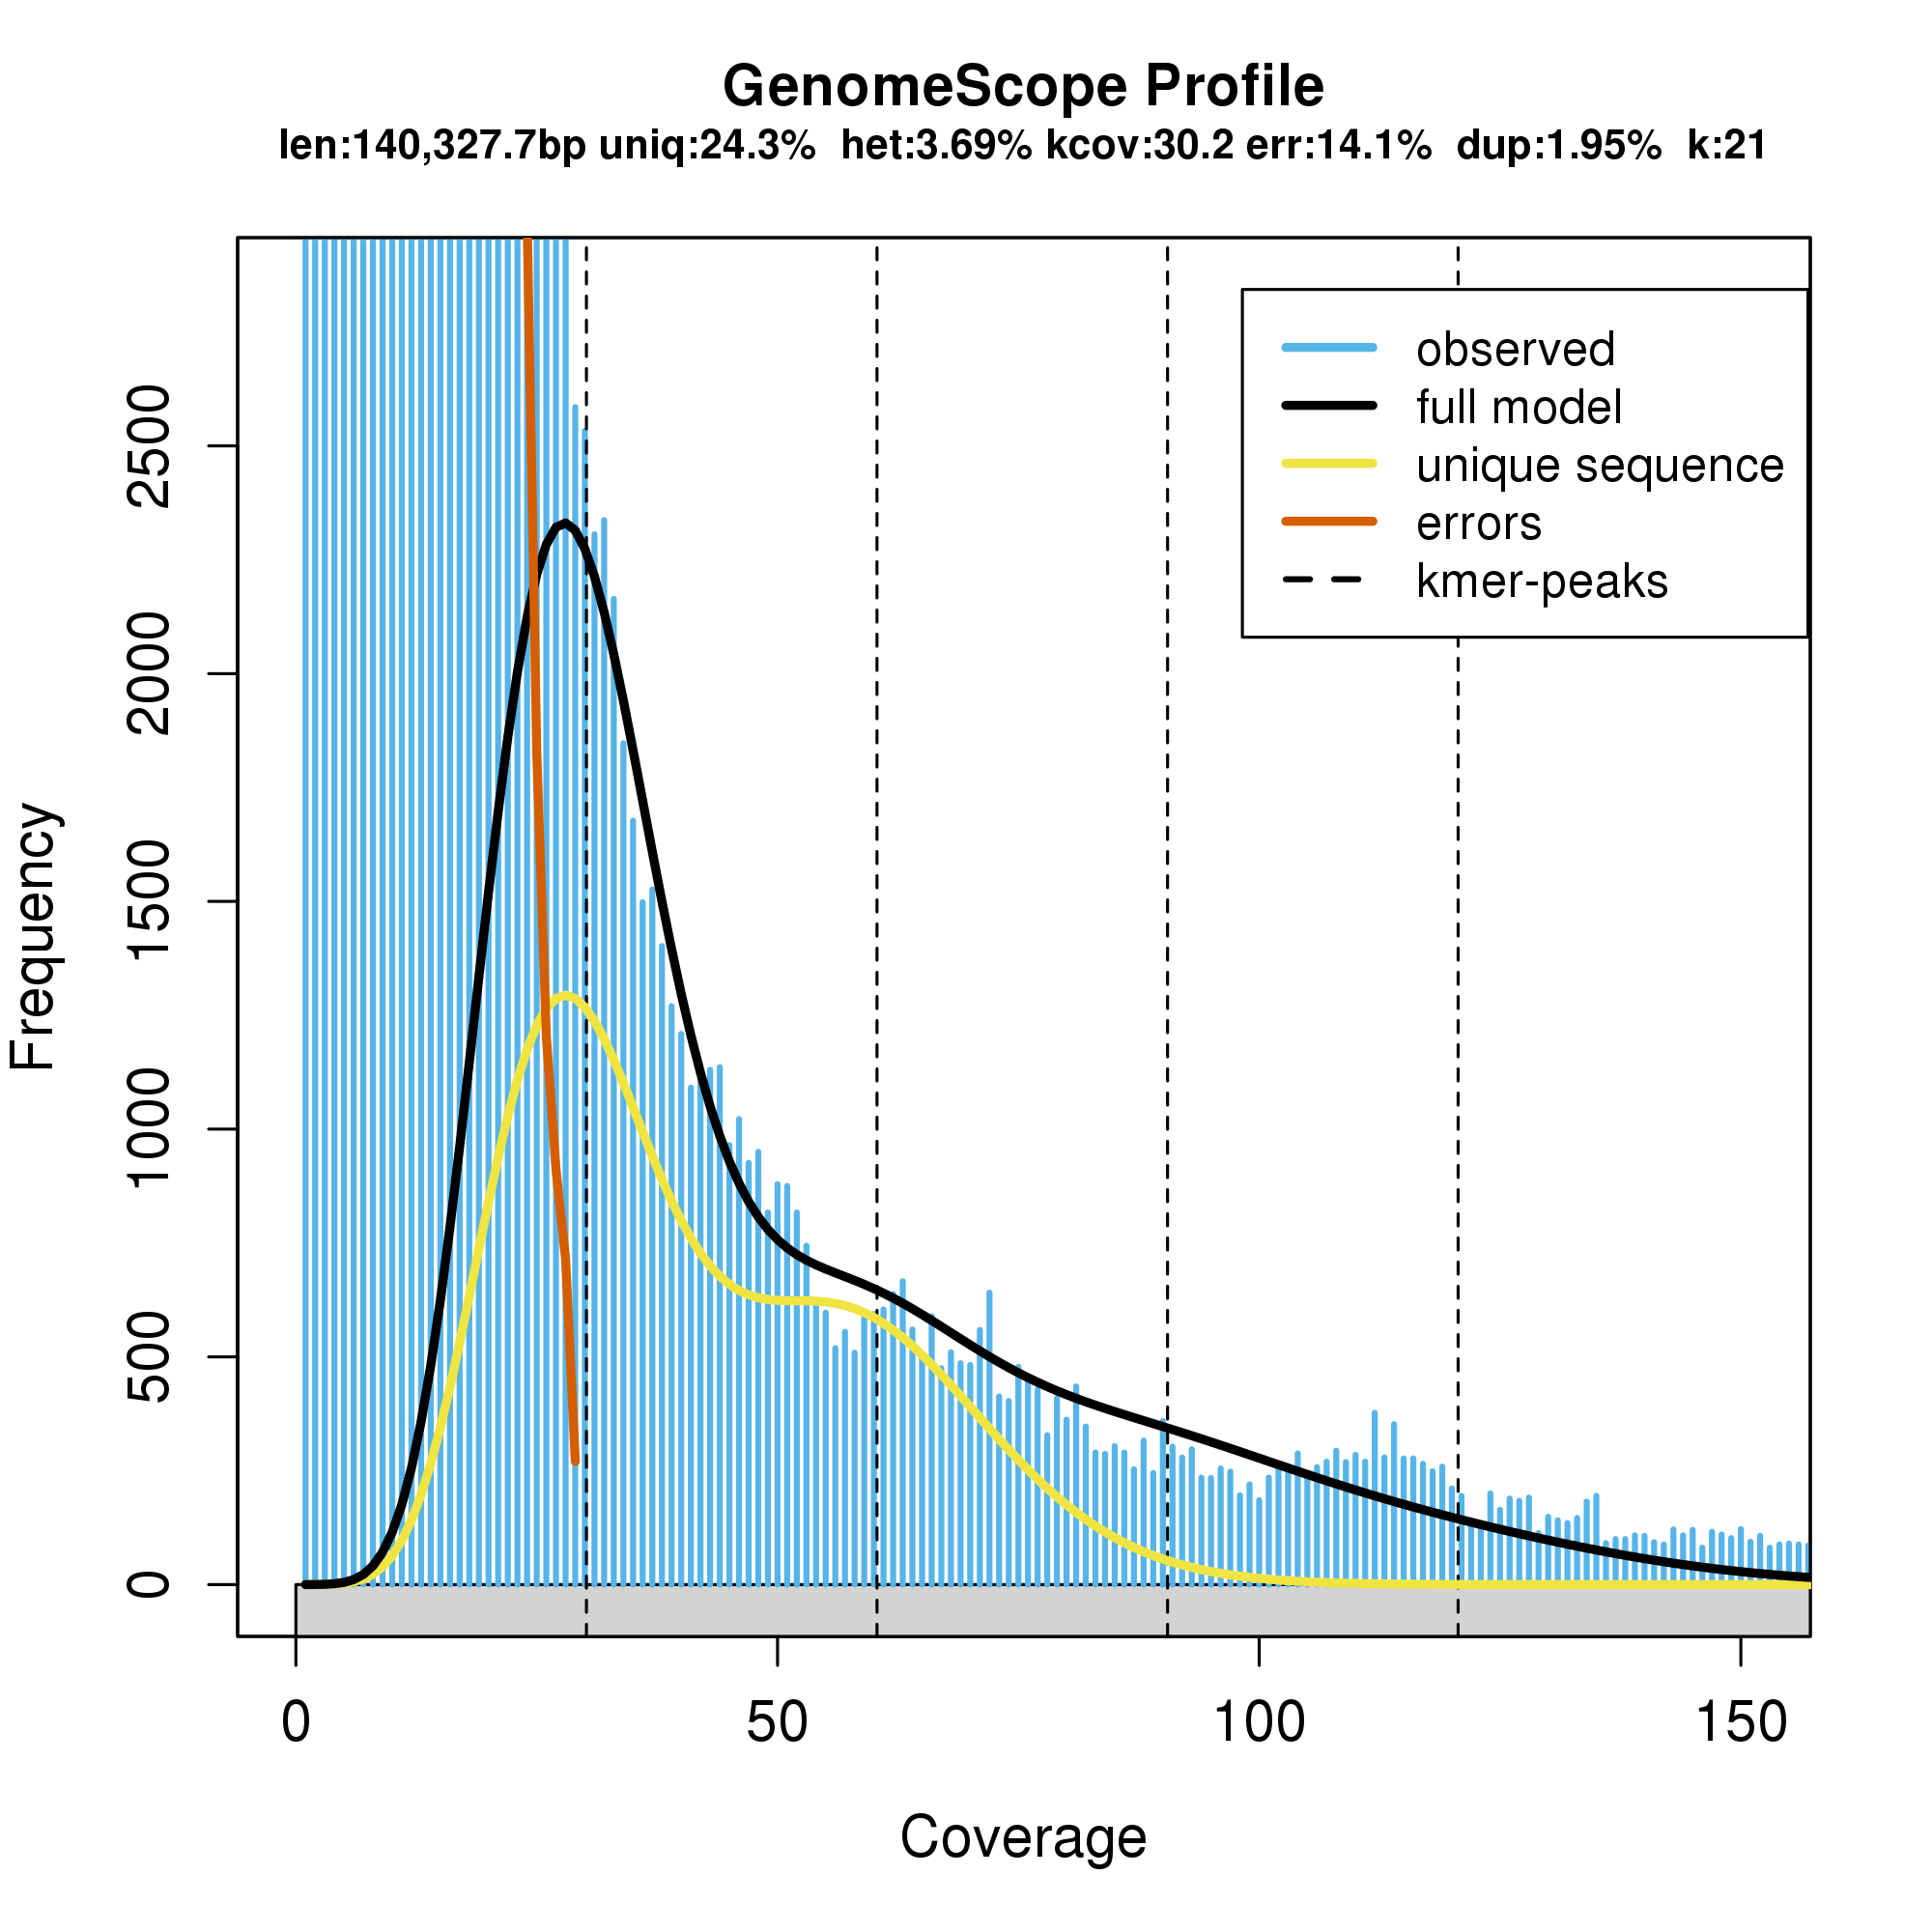 GenomeScope Profile
len:140,327.7bp uniq:24.3% het:3.69% kcov:30.2 err:14.1% dup:1.95% k:21
observed
full model
unique sequence
errors
kmer-peaks
Frequency
2500
2000
1500
1000
500
0
0 50 100 150
Coverage